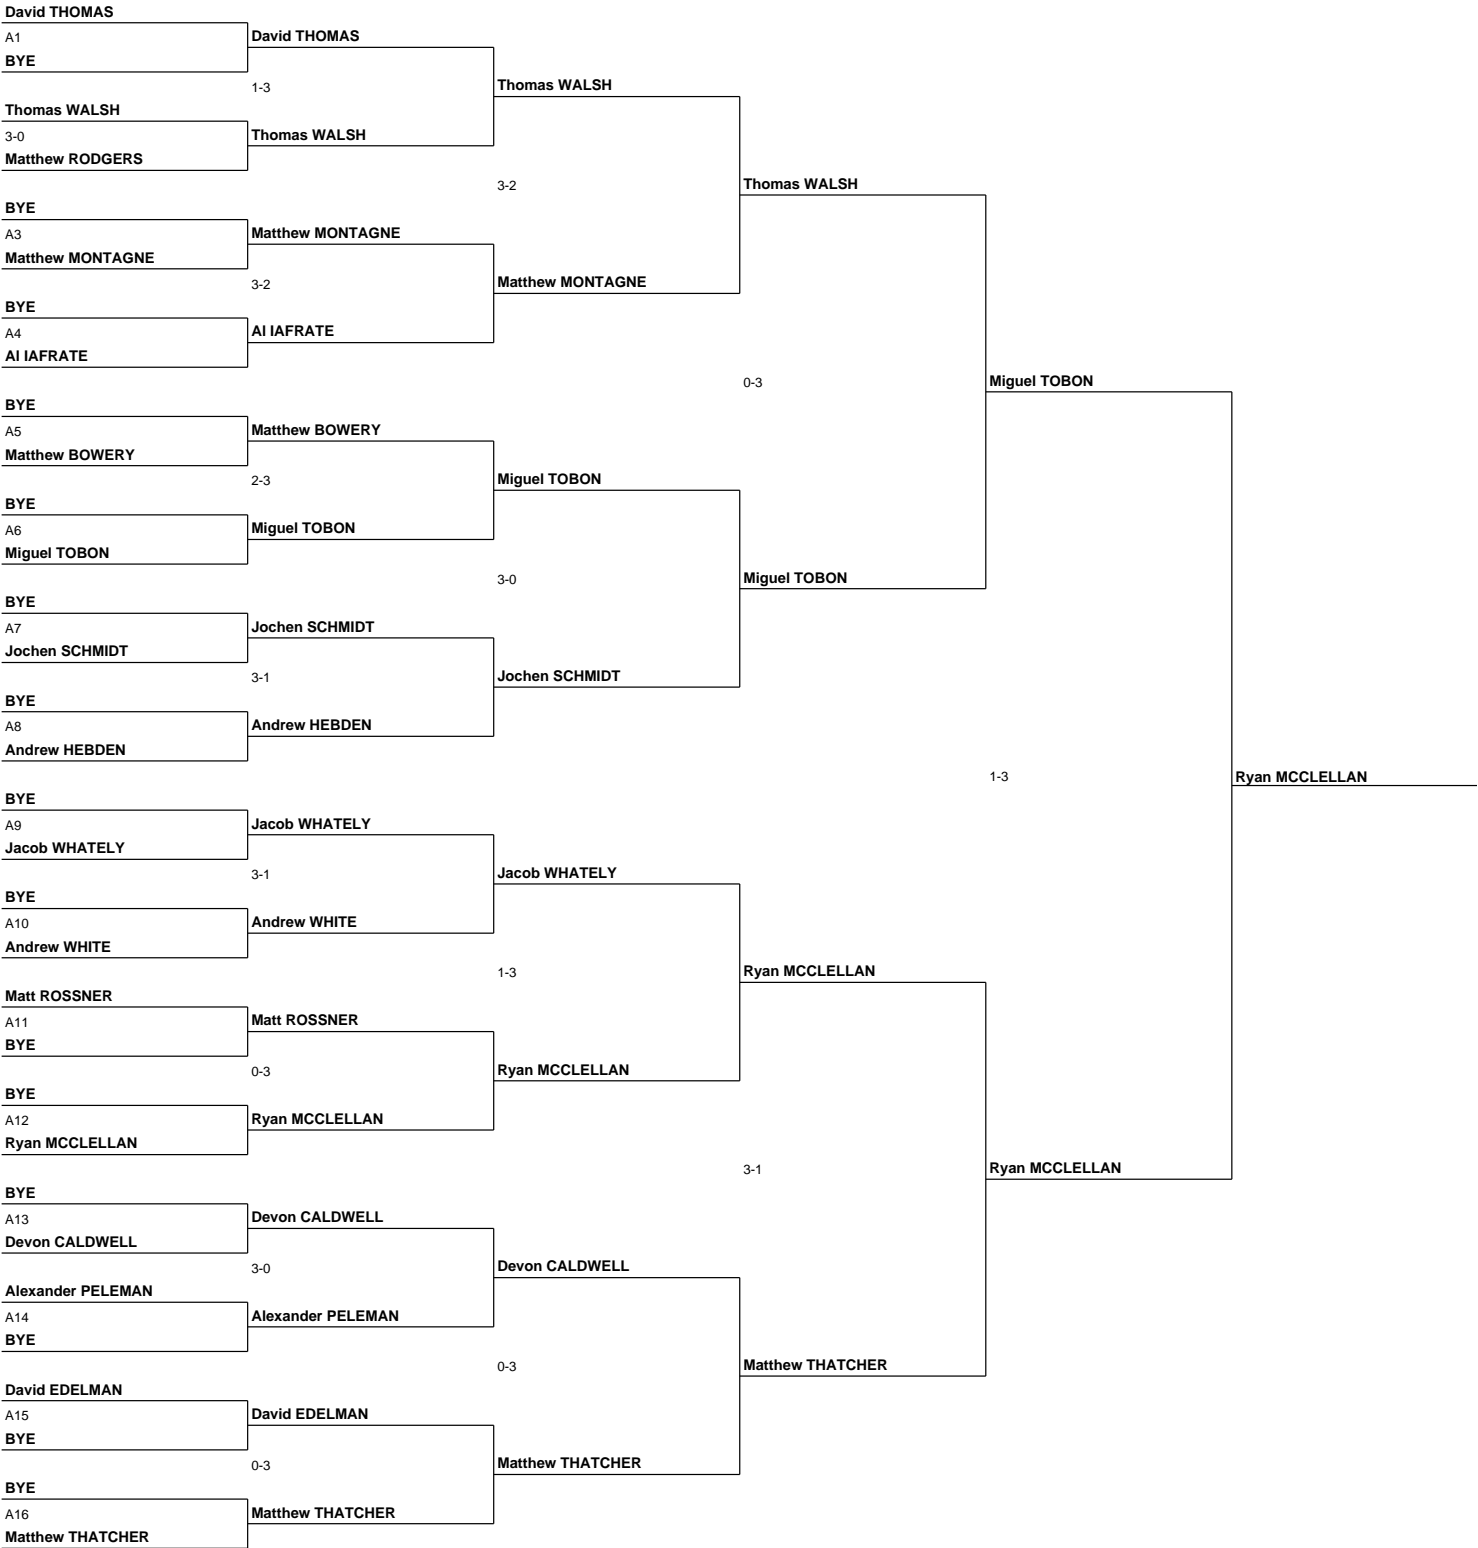 David THOMAS
A1
BYE
David THOMAS
1-3
Thomas WALSH
Thomas WALSH
3-0
Matthew RODGERS
Thomas WALSH
3-2
Thomas WALSH
BYE
A3
Matthew MONTAGNE
Matthew MONTAGNE
3-2
Matthew MONTAGNE
BYE
A4
Al IAFRATE
Al IAFRATE
0-3
Miguel TOBON
BYE
A5
Matthew BOWERY
Matthew BOWERY
2-3
Miguel TOBON
BYE
A6
Miguel TOBON
Miguel TOBON
3-0
Miguel TOBON
BYE
A7
Jochen SCHMIDT
Jochen SCHMIDT
3-1
Jochen SCHMIDT
BYE
A8
Andrew HEBDEN
Andrew HEBDEN
1-3
Ryan MCCLELLAN
BYE
A9
Jacob WHATELY
Jacob WHATELY
3-1
Jacob WHATELY
BYE
A10
Andrew WHITE
Andrew WHITE
1-3
Ryan MCCLELLAN
Matt ROSSNER
A11
BYE
Matt ROSSNER
0-3
Ryan MCCLELLAN
BYE
A12
Ryan MCCLELLAN
Ryan MCCLELLAN
3-1
Ryan MCCLELLAN
BYE
A13
Devon CALDWELL
Devon CALDWELL
3-0
Devon CALDWELL
Alexander PELEMAN
A14
BYE
Alexander PELEMAN
0-3
Matthew THATCHER
David EDELMAN
A15
BYE
David EDELMAN
0-3
Matthew THATCHER
BYE
A16
Matthew THATCHER
Matthew THATCHER